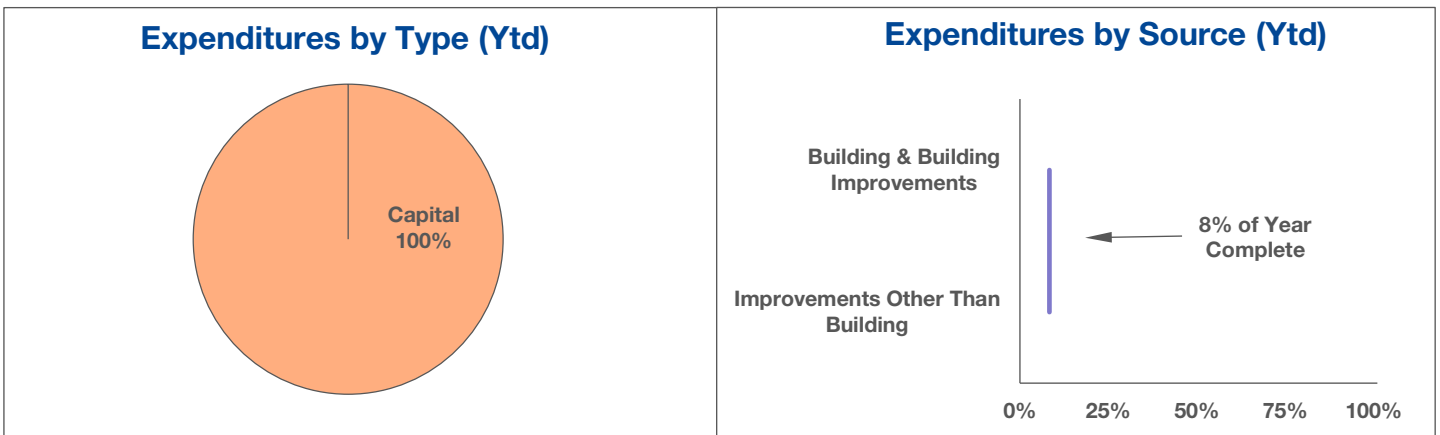 Expenditures by Type (Ytd)
Capital
100%
Expenditures by Source (Ytd)
Building & Building
Improvements
8% of Year
Complete
Improvements Other Than
Building
0% 25% 50% 75% 100%